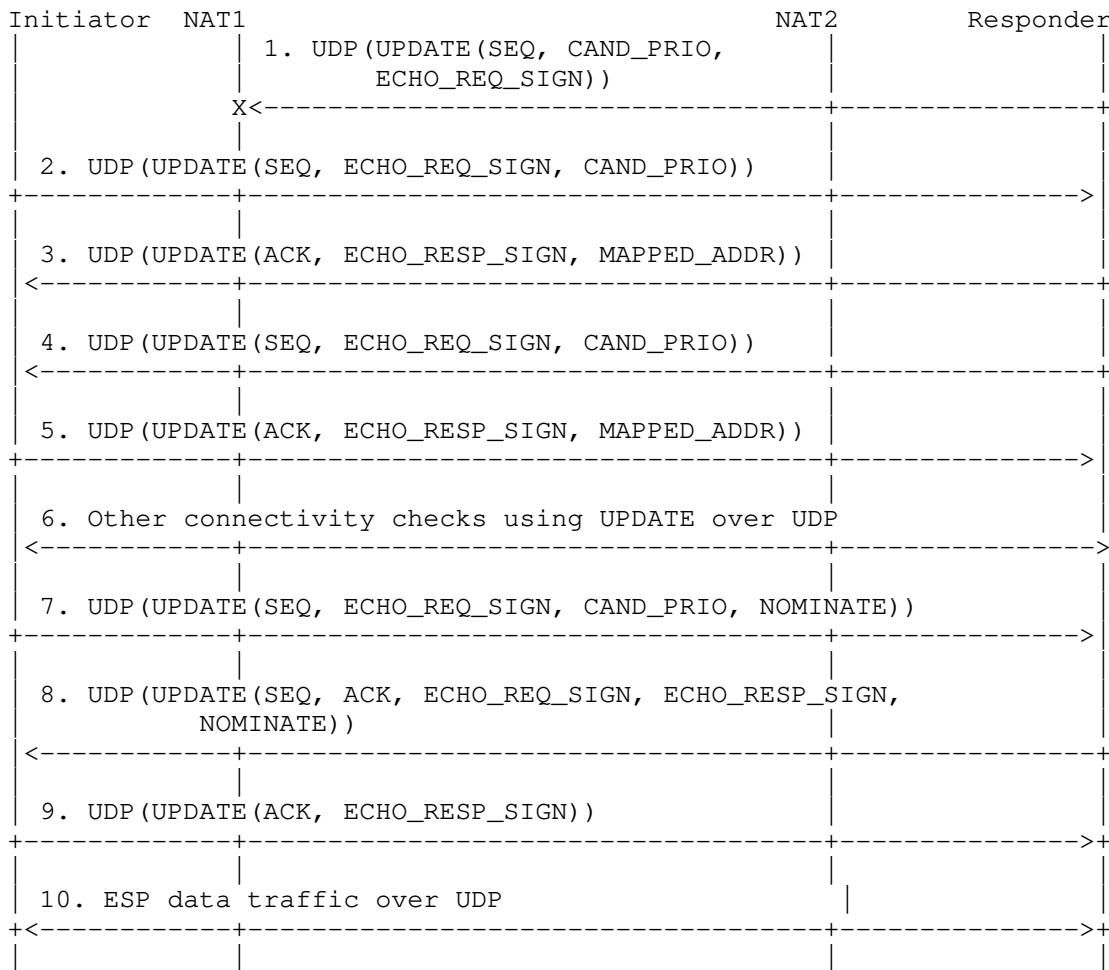 Initiator NAT1 NAT2 Responder
1. UDP(UPDATE(SEQ, CAND_PRIO,
ECHO_REQ_SIGN))
X
2. UDP(UPDATE(SEQ, ECHO_REQ_SIGN, CAND_PRIO))
3. UDP(UPDATE(ACK, ECHO_RESP_SIGN, MAPPED_ADDR))
4. UDP(UPDATE(SEQ, ECHO_REQ_SIGN, CAND_PRIO))
5. UDP(UPDATE(ACK, ECHO_RESP_SIGN, MAPPED_ADDR))
6. Other connectivity checks using UPDATE over UDP
7. UDP(UPDATE(SEQ, ECHO_REQ_SIGN, CAND_PRIO, NOMINATE))
8. UDP(UPDATE(SEQ, ACK, ECHO_REQ_SIGN, ECHO_RESP_SIGN,
NOMINATE))
9. UDP(UPDATE(ACK, ECHO_RESP_SIGN))
10. ESP data traffic over UDP